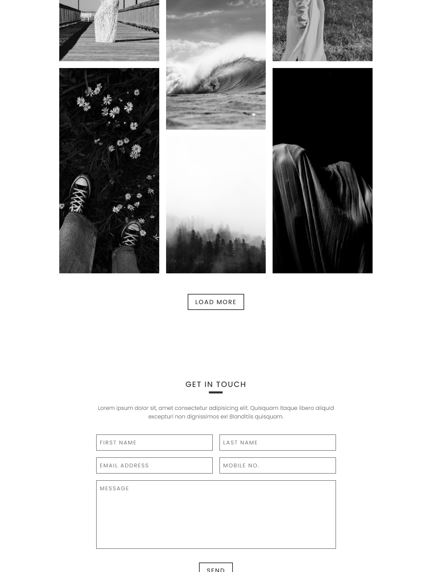 LOAD MORE
GET IN TOUCH
Lorem ipsum dolor sit, amet consectetur adipisicing elit. Quisquam itaque libero aliquid
excepturi non dignissimos ex! Blanditiis quisquam.
FIRST NAME
LAST NAME
EMAIL ADDRESS
MOBILE NO.
MESSAGE
SEND